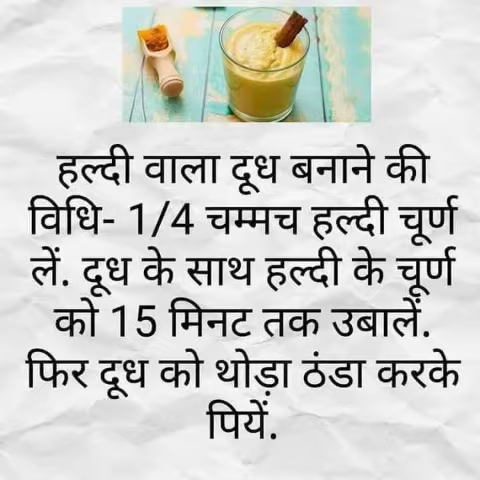 हल्दी वाला दूध बनाने की
विधि- 1/4 चम्मच हल्दी चूर्ण
लें. दूध के साथ हल्दी के चूर्ण
को 15 मिनट तक उबालें.
फिर दूध को थोड़ा ठंडा करके
पियें.